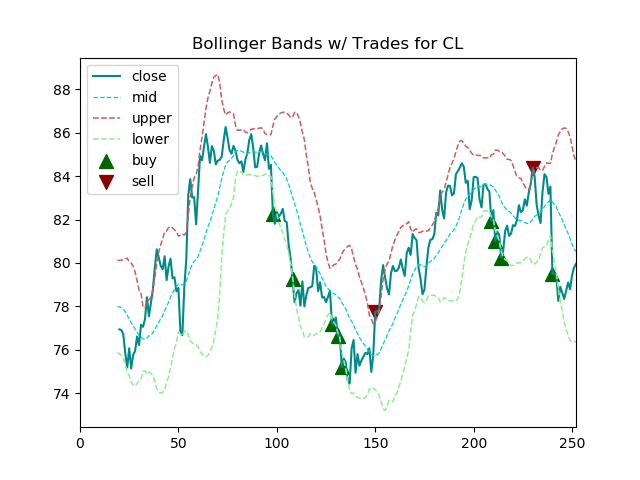 Bollinger Bands w/ Trades for CL
close
mid
upper
lower
buy
sell
88
86
84
82
80
78
76
74
0 50 100 150 200 250